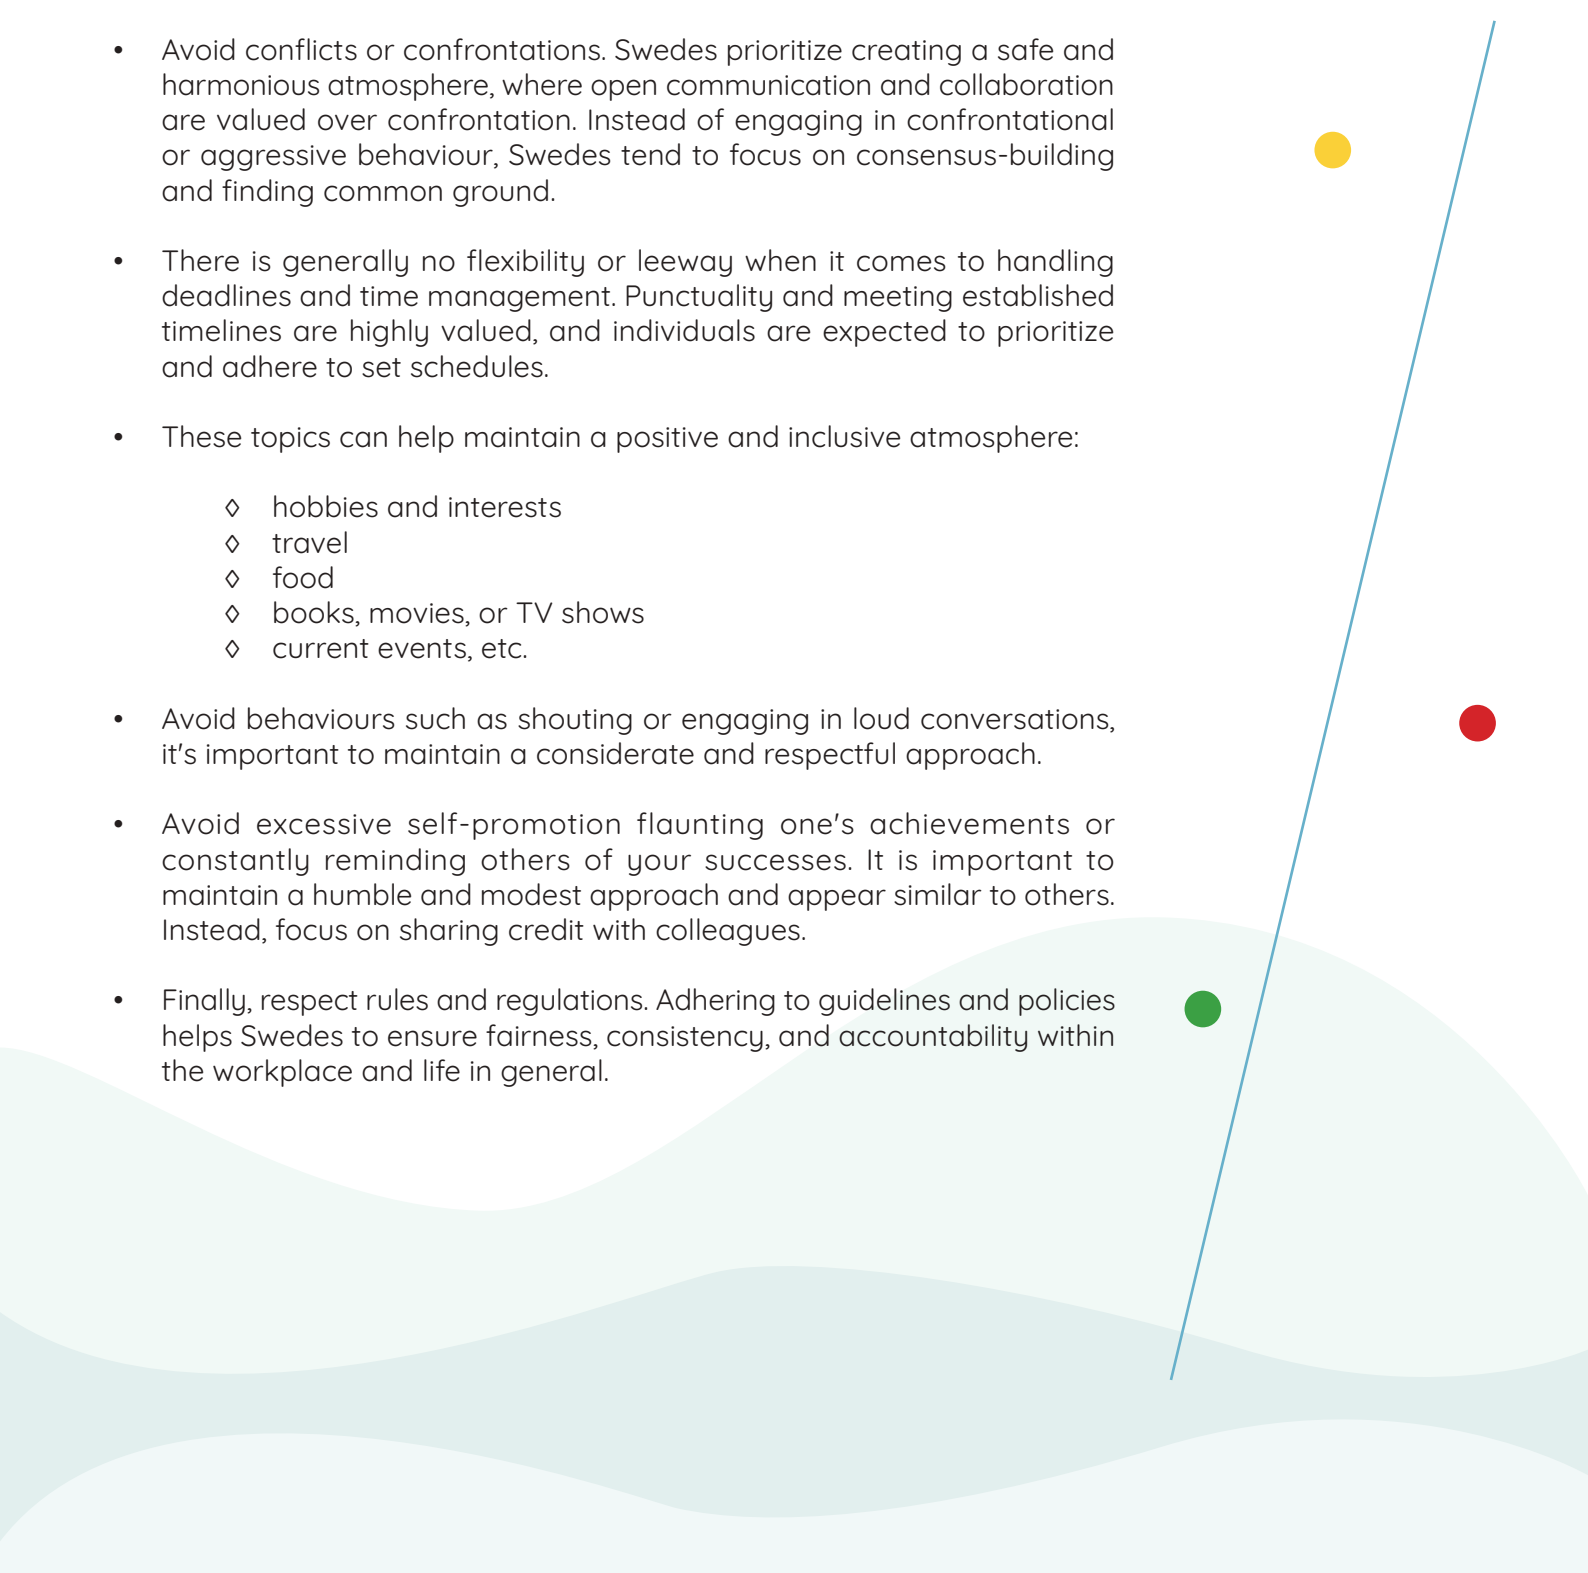 • Avoid conflicts or confrontations. Swedes prioritize creating a safe and
harmonious atmosphere, where open communication and collaboration
are valued over confrontation. Instead of engaging in confrontational
or aggressive behaviour, Swedes tend to focus on consensus-building
and finding common ground.
• There is generally no flexibility or leeway when it comes to handling
deadlines and time management. Punctuality and meeting established
timelines are highly valued, and individuals are expected to prioritize
and adhere to set schedules.
• These topics can help maintain a positive and inclusive atmosphere:
◊ hobbies and interests
◊ travel
◊ food
◊ books, movies, or TV shows
◊ current events, etc.
• Avoid behaviours such as shouting or engaging in loud conversations,
it's important to maintain a considerate and respectful approach.
• Avoid excessive self-promotion flaunting one's achievements or
constantly reminding others of your successes. It is important to
maintain a humble and modest approach and appear similar to others.
Instead, focus on sharing credit with colleagues.
• Finally, respect rules and regulations. Adhering to guidelines and policies
helps Swedes to ensure fairness, consistency, and accountability within
the workplace and life in general.